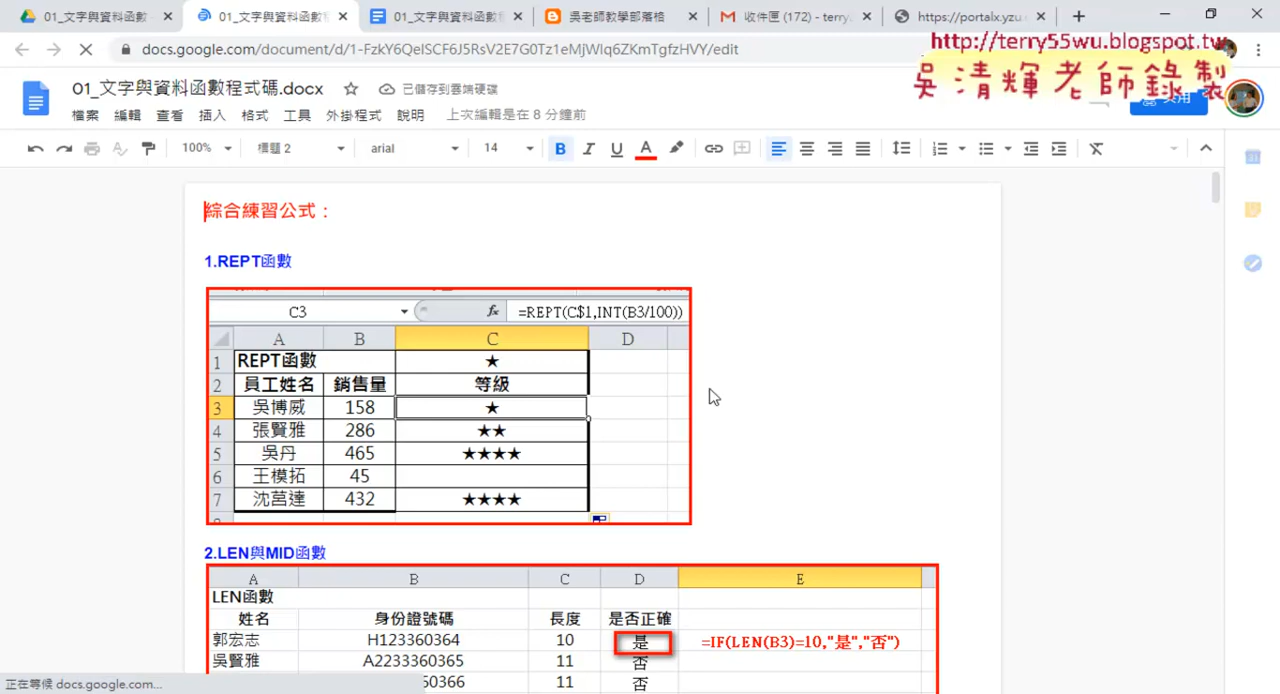 01_文字與資料函數
01_文字與資料函數
01_文字與資料函數
吳老師教學部落格
收件匣 (172) - terry
https://portalx.yzu
docs.google.com/document/d/1-FzkY6QelSCF6J5RsV2E7G0Tz1eMjWlq6ZKmTgfzHVY/edit
http://terry55wu.blogspot.tw
吳清輝老師錄製
01_文字與資料函數程式碼.docx
已儲存到雲端硬碟
檔案 編輯 查看 插入 格式 工具 外掛程式 說明 上次編輯是在 8 分鐘前
100% 標題 2 arial 14
綜合練習公式：
1.REPT函數
C3 fx =REPT(C$1,INT(B3/100))
A B C D
1 REPT函數 ★
2 員工姓名 銷售量 等級
3 吳博威 158 ★
4 張賢雅 286 ★★
5 吳丹 465 ★★★★
6 王模拓 45
7 沈莒達 432 ★★★★
2.LEN與MID函數
A B C D E
LEN函數
姓名 身份證號碼 長度 是否正確
郭宏志 H123360364 10 是 =IF(LEN(B3)=10,"是","否")
吳賢雅 A2233360365 11 否
60366 11 否
正在等候 docs.google.com...